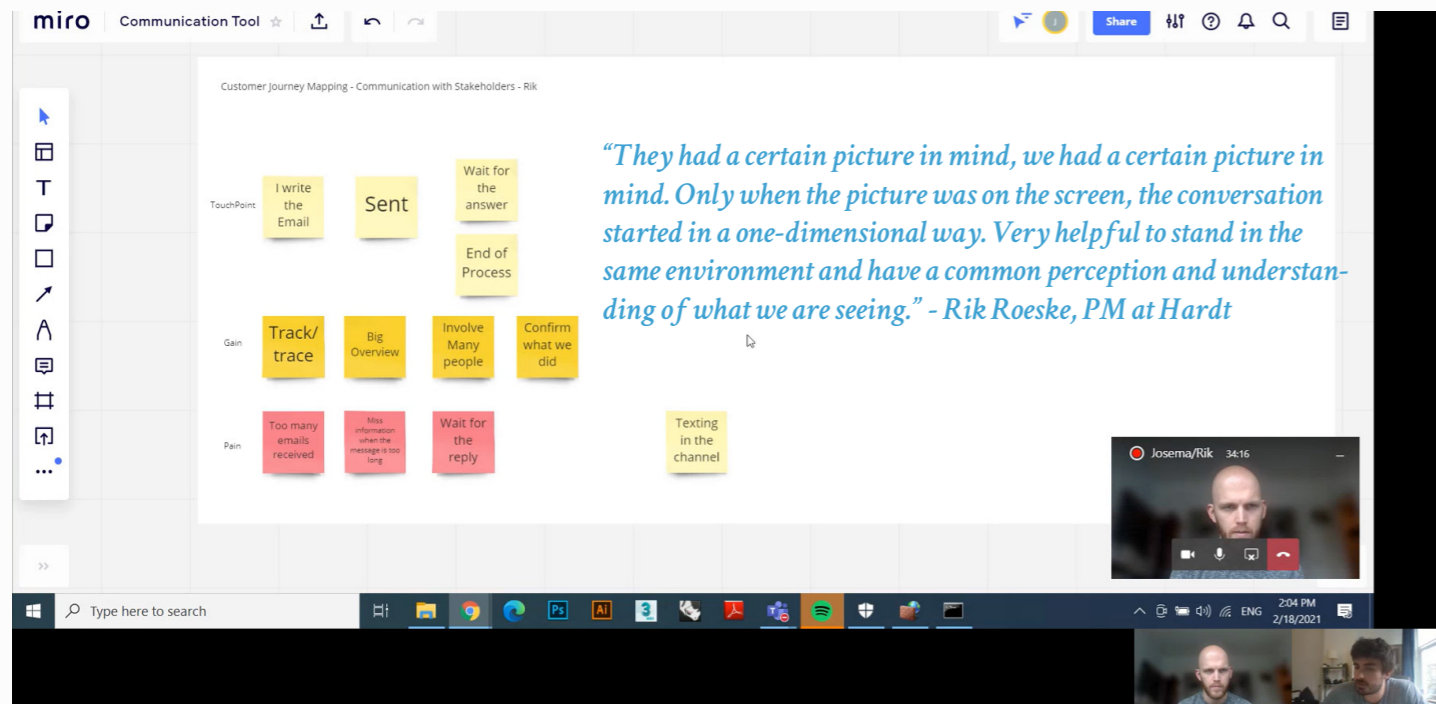 miro
Communication Tool
Share
Customer Journey Mapping - Communication with Stakeholders - Rik
TouchPoint
I write
the
Email
Sent
Wait for
the
answer
End of
Process
“They had a certain picture in mind, we had a certain picture in
mind. Only when the picture was on the screen, the conversation
started in a one-dimensional way. Very helpful to stand in the
same environment and have a common perception and understan-
ding of what we are seeing.” - Rik Roeske, PM at Hardt
Gain
Track/
trace
Big
Overview
Involve
Many
people
Confirm
what we
did
Pain
Too many
emails
received
Miss
information
when the
message is too
long
Wait for
the
reply
Texting
in the
channel
Josema/Rik 34:16
Type here to search
Ps
Ai
3
ENG
2:04 PM
2/18/2021